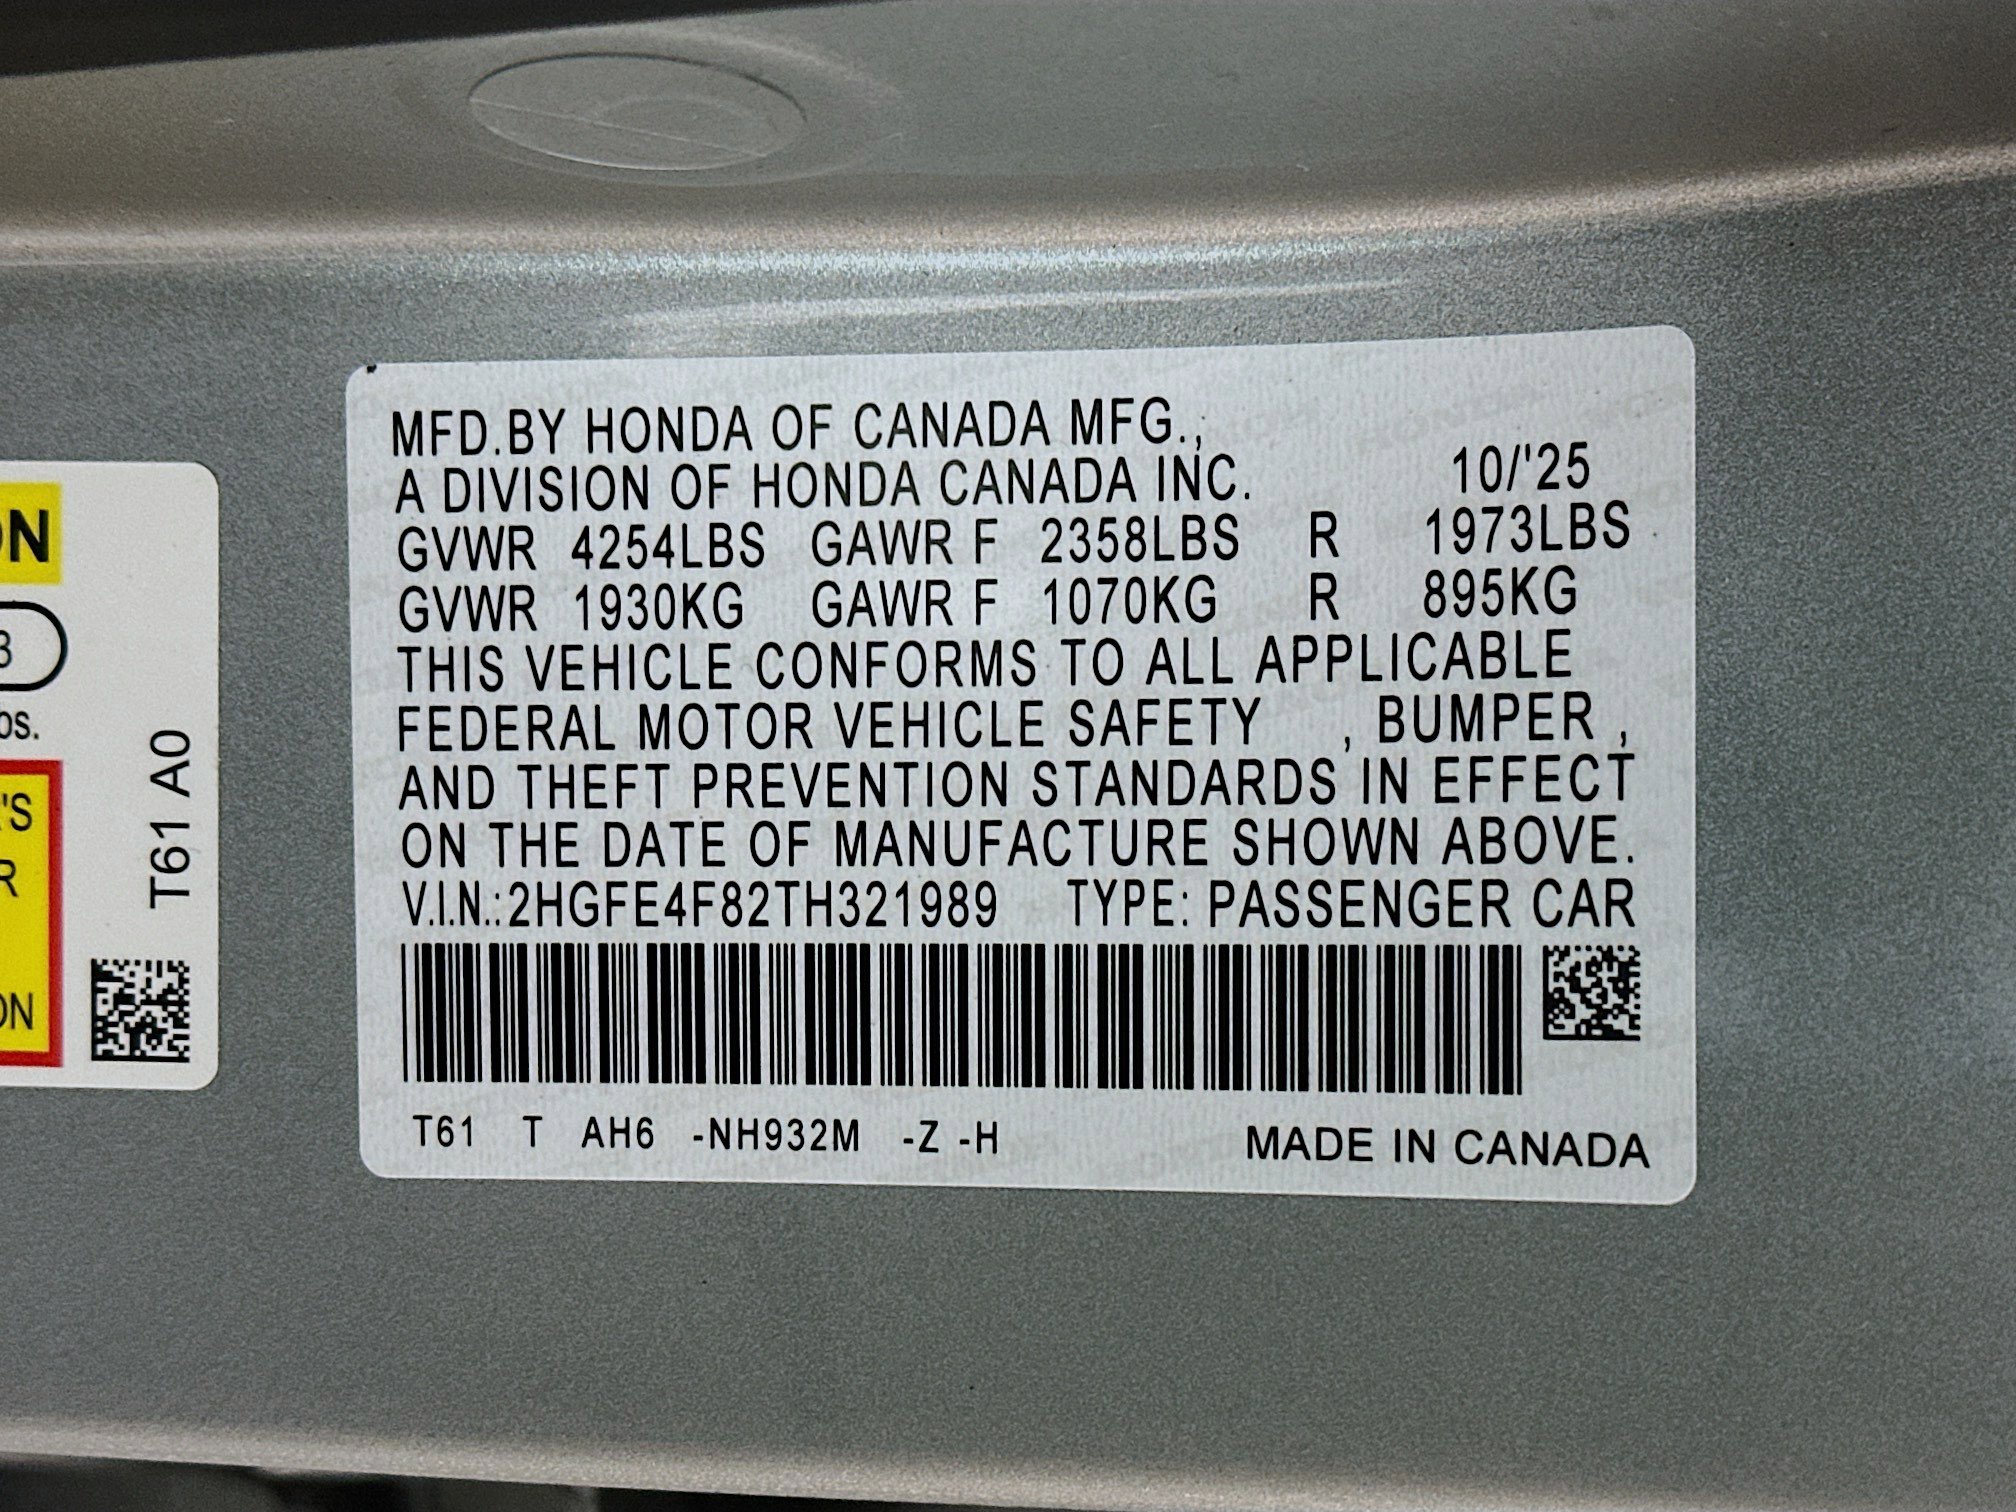 MFD.BY HONDA OF CANADA MFG.,
A DIVISION OF HONDA CANADA INC. 10/'25
GVWR 4254LBS GAWR F 2358LBS R 1973LBS
GVWR 1930KG GAWR F 1070KG R 895KG
THIS VEHICLE CONFORMS TO ALL APPLICABLE
FEDERAL MOTOR VEHICLE SAFETY , BUMPER ,
AND THEFT PREVENTION STANDARDS IN EFFECT
ON THE DATE OF MANUFACTURE SHOWN ABOVE.
V.I.N.:2HGFE4F82TH321989 TYPE: PASSENGER CAR
T61 T AH6 -NH932M -Z -H MADE IN CANADA
T61 A0